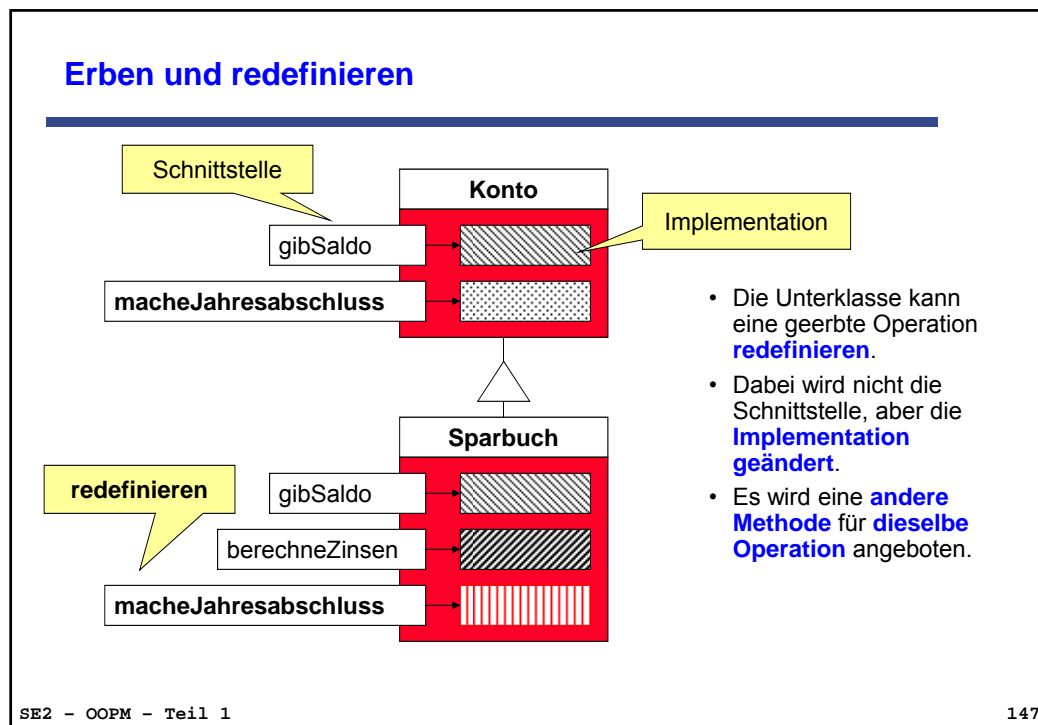 Erben und redefinieren
Schnittstelle
Konto
Implementation
gibSaldo
macheJahresabschluss
• Die Unterklasse kann
eine geerbte Operation
redefinieren.
• Dabei wird nicht die
Schnittstelle, aber die
Implementation
geändert.
• Es wird eine andere
Methode für dieselbe
Operation angeboten.
Sparbuch
redefinieren
gibSaldo
berechneZinsen
macheJahresabschluss
SE2 – OOPM – Teil 1
147